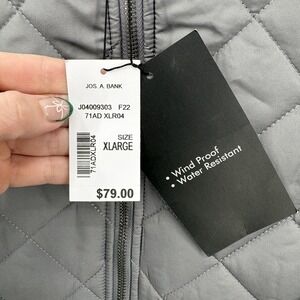 JOS. A. BANK
J04009303 F22
71AD XLR04
SIZE
XLARGE
71ADXLR04
$79.00
• Wind Proof
• Water Resistant